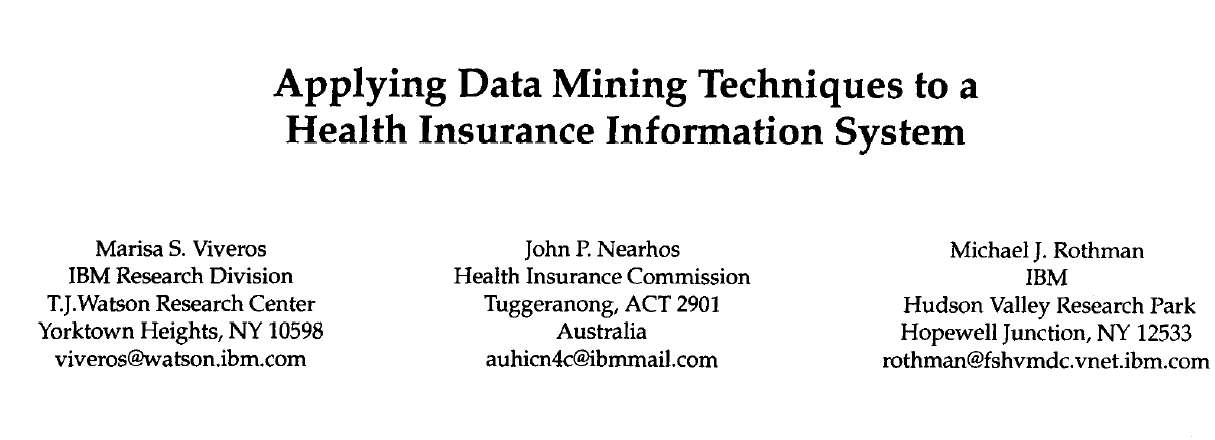 Applying Data Mining Techniques to a
Health Insurance Information System
Marisa S. Viveros
IBM Research Division
T.J.Watson Research Center
Yorktown Heights, NY 10598
viveros@watson.ibm.com
John P. Nearhos
Health Insurance Commission
Tuggeranong, ACT 2901
Australia
auhicn4c@ibmmail.com
Michael J. Rothman
IBM
Hudson Valley Research Park
Hopewell Junction, NY 12533
rothman@fshvmdc.vnet.ibm.com